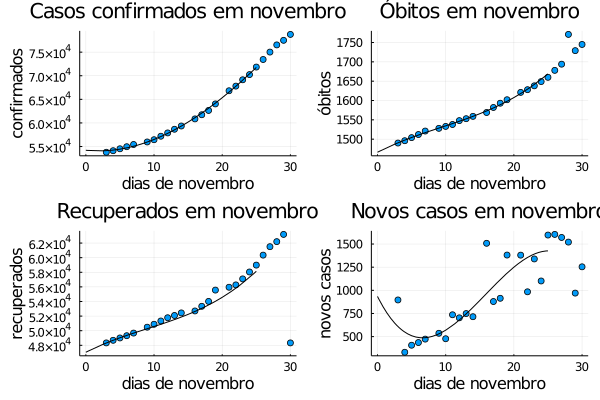 Casos confirmados em novembro
Óbitos em novembro
confirmados
7.5×10⁴
7.0×10⁴
6.5×10⁴
6.0×10⁴
5.5×10⁴
0 10 20 30
dias de novembro
óbitos
1750
1700
1650
1600
1550
1500
0 10 20 30
dias de novembro
Recuperados em novembro
Novos casos em novembro
recuperados
6.2×10⁴
6.0×10⁴
5.8×10⁴
5.6×10⁴
5.4×10⁴
5.2×10⁴
5.0×10⁴
4.8×10⁴
0 10 20 30
dias de novembro
novos casos
1500
1250
1000
750
500
0 10 20 30
dias de novembro